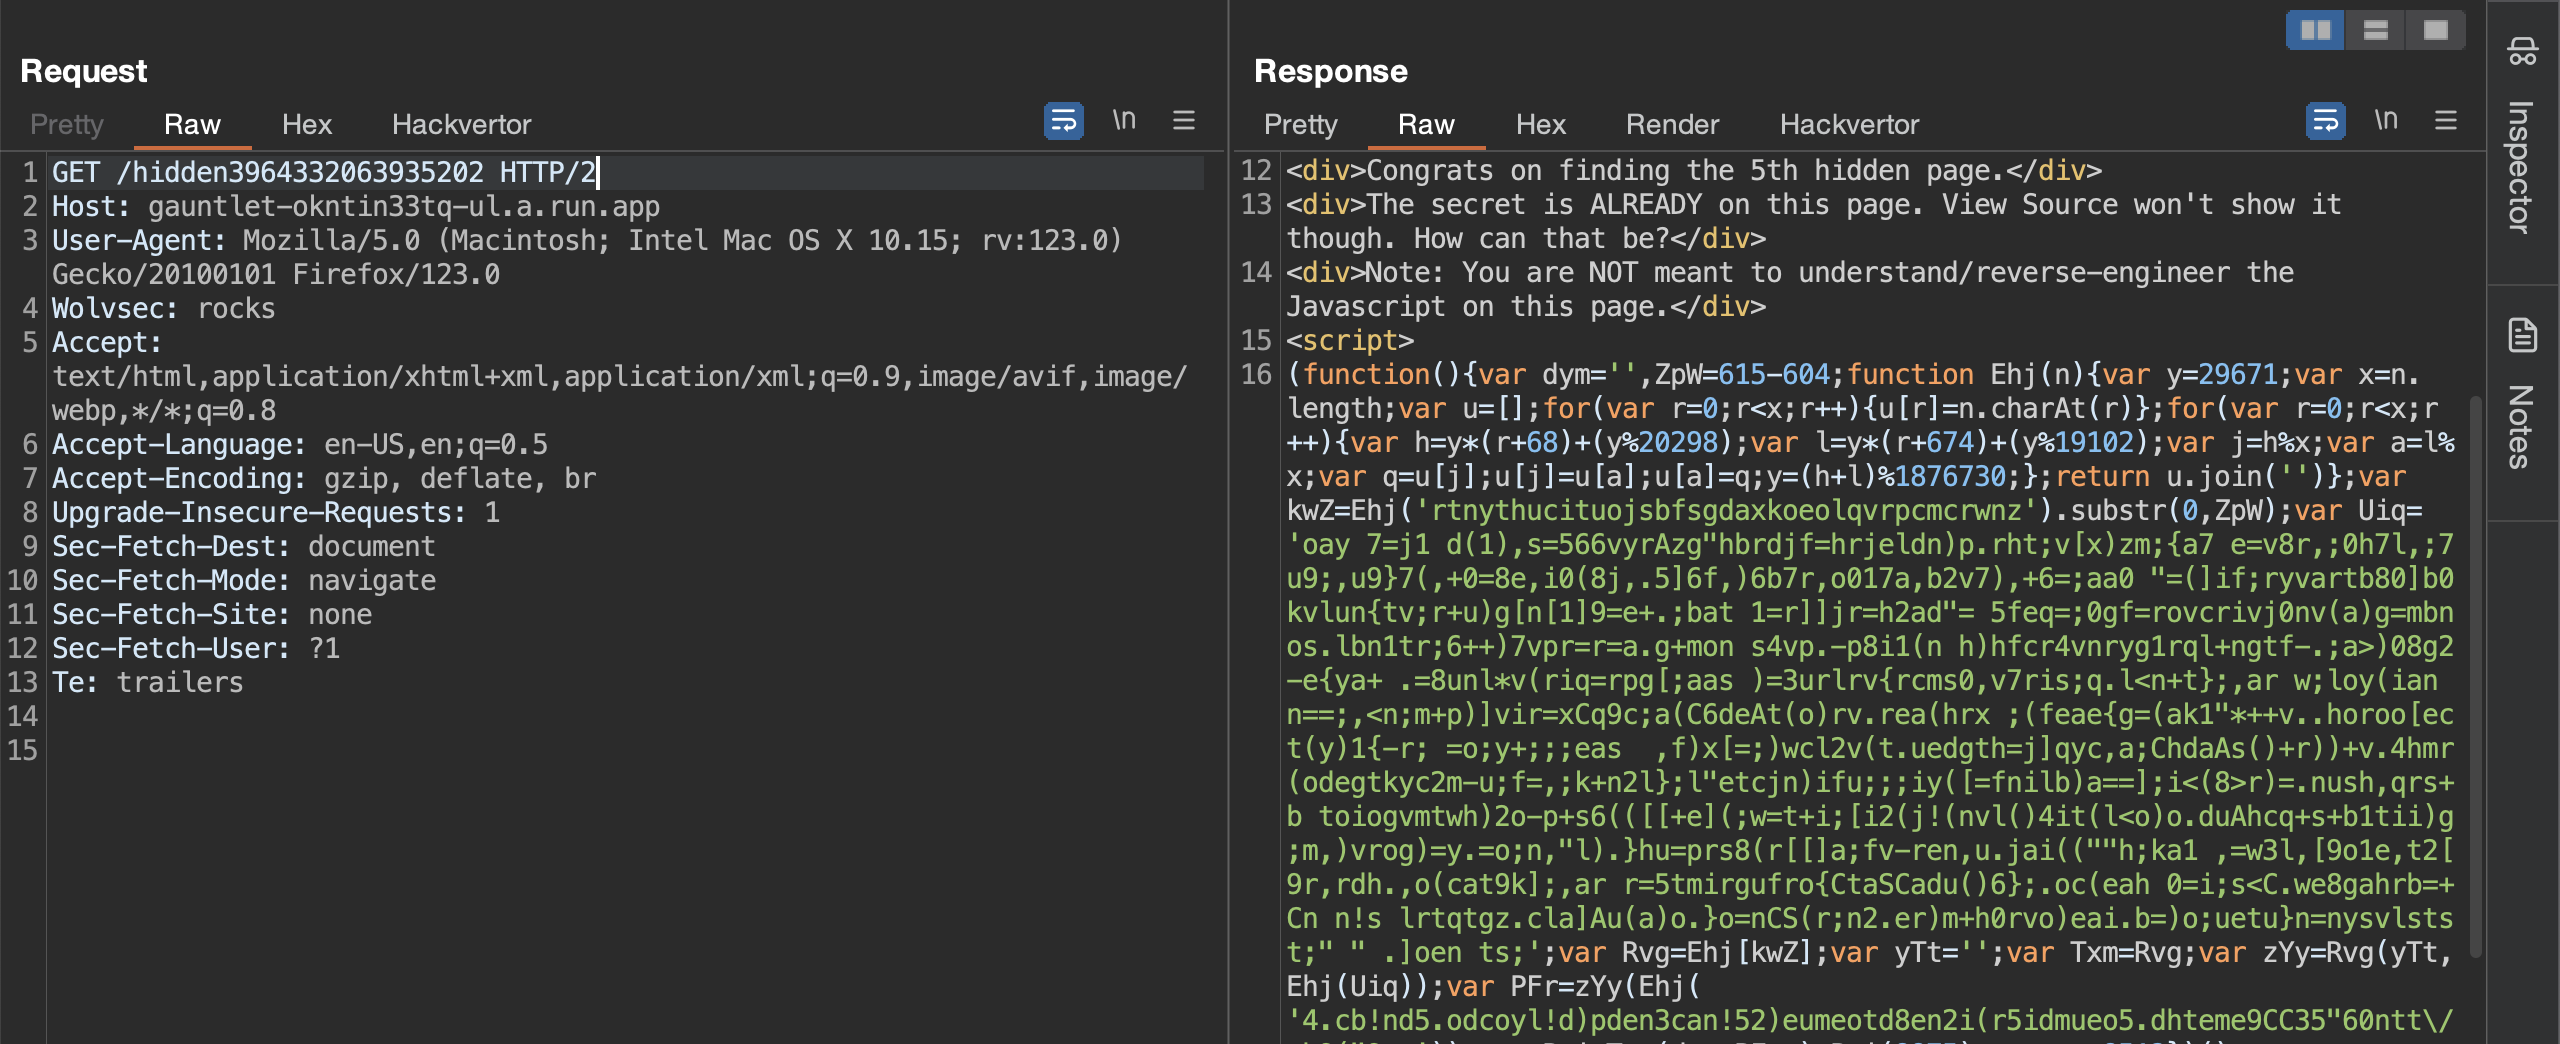 Request
Pretty Raw Hex Hackvertor \n
1 GET /hidden3964332063935202 HTTP/2
2 Host: gauntlet-okntin33tq-ul.a.run.app
3 User-Agent: Mozilla/5.0 (Macintosh; Intel Mac OS X 10.15; rv:123.0)
Gecko/20100101 Firefox/123.0
4 Wolvsec: rocks
5 Accept:
text/html,application/xhtml+xml,application/xml;q=0.9,image/avif,image/
webp,*/*;q=0.8
6 Accept-Language: en-US,en;q=0.5
7 Accept-Encoding: gzip, deflate, br
8 Upgrade-Insecure-Requests: 1
9 Sec-Fetch-Dest: document
10 Sec-Fetch-Mode: navigate
11 Sec-Fetch-Site: none
12 Sec-Fetch-User: ?1
13 Te: trailers
14
15
Response
Pretty Raw Hex Render Hackvertor \n
12 <div>Congrats on finding the 5th hidden page.</div>
13 <div>The secret is ALREADY on this page. View Source won't show it
though. How can that be?</div>
14 <div>Note: You are NOT meant to understand/reverse-engineer the
Javascript on this page.</div>
15 <script>
16 (function(){var dym='',ZpW=615-604;function Ehj(n){var y=29671;var x=n.
length;var u=[];for(var r=0;r<x;r++){u[r]=n.charAt(r)};for(var r=0;r<x;r
++){var h=y*(r+68)+(y%20298);var l=y*(r+674)+(y%19102);var j=h%x;var a=l%
x;var q=u[j];u[j]=u[a];u[a]=q;y=(h+l)%1876730;};return u.join('')};var
kwZ=Ehj('rtnythucituojsbfsgdaxkoeolqvrpcmcrwnz').substr(0,ZpW);var Uiq=
'oay 7=j1 d(1),s=566vyrAzg"hbrdjf=hrjeldn)p.rht;v[x)zm;{a7 e=v8r,;0h7l,;7
u9;,u9}7(,+0=8e,i0(8j,.5]6f,)6b7r,o017a,b2v7),+6=;aa0 "=(]if;ryvartb80]b0
kvlun{tv;r+u)g[n[1]9=e+.;bat 1=r]]jr=h2ad"= 5feq=;0gf=rovcrivj0nv(a)g=mbn
os.lbn1tr;6++)7vpr=r=a.g+mon s4vp.-p8i1(n h)hfcr4vnryg1rql+ngtf-.;a>)08g2
-e{ya+ .=8unl*v(riq=rpg[;aas )=3urlrv{rcms0,v7ris;q.l<n+t};,ar w;loy(ian
n==;,<n;m+p)]vir=xCq9c;a(C6deAt(o)rv.rea(hrx ;(feae{g=(ak1"*++v..horoo[ec
t(y)1{-r; =o;y+;;;eas  ,f)x[=;)wcl2v(t.uedgth=j]qyc,a;ChdaAs()+r))+v.4hmr
(odegtkyc2m-u;f=,;k+n2l};l"etcjn)ifu;;;iy([=fnilb)a==];i<(8>r)=.nush,qrs+
b toiogvmtwh)2o-p+s6(([[+e](;w=t+i;[i2(j!(nvl()4it(l<o)o.duAhcq+s+b1tii)g
;m,)vrog)=y.=o;n,"l).}hu=prs8(r[[]a;fv-ren,u.jai((""h;ka1 ,=w3l,[9o1e,t2[
9r,rdh.,o(cat9k];,ar r=5tmirgufro{CtaSCadu()6};.oc(eah 0=i;s<C.we8gahrb=+
Cn n!s lrtqtgz.cla]Au(a)o.}o=nCS(r;n2.er)m+h0rvo)eai.b=)o;uetu}n=nysvlsts
t;" " .]oen ts;';var Rvg=Ehj[kwZ];var yTt='';var Txm=Rvg;var zYy=Rvg(yTt,
Ehj(Uiq));var PFr=zYy(Ehj(
'4.cb!nd5.odcoyl!d)pden3can!52)eumeotd8en2i(r5idmueo5.dhteme9CC35"60ntt\/
Inspector
Notes